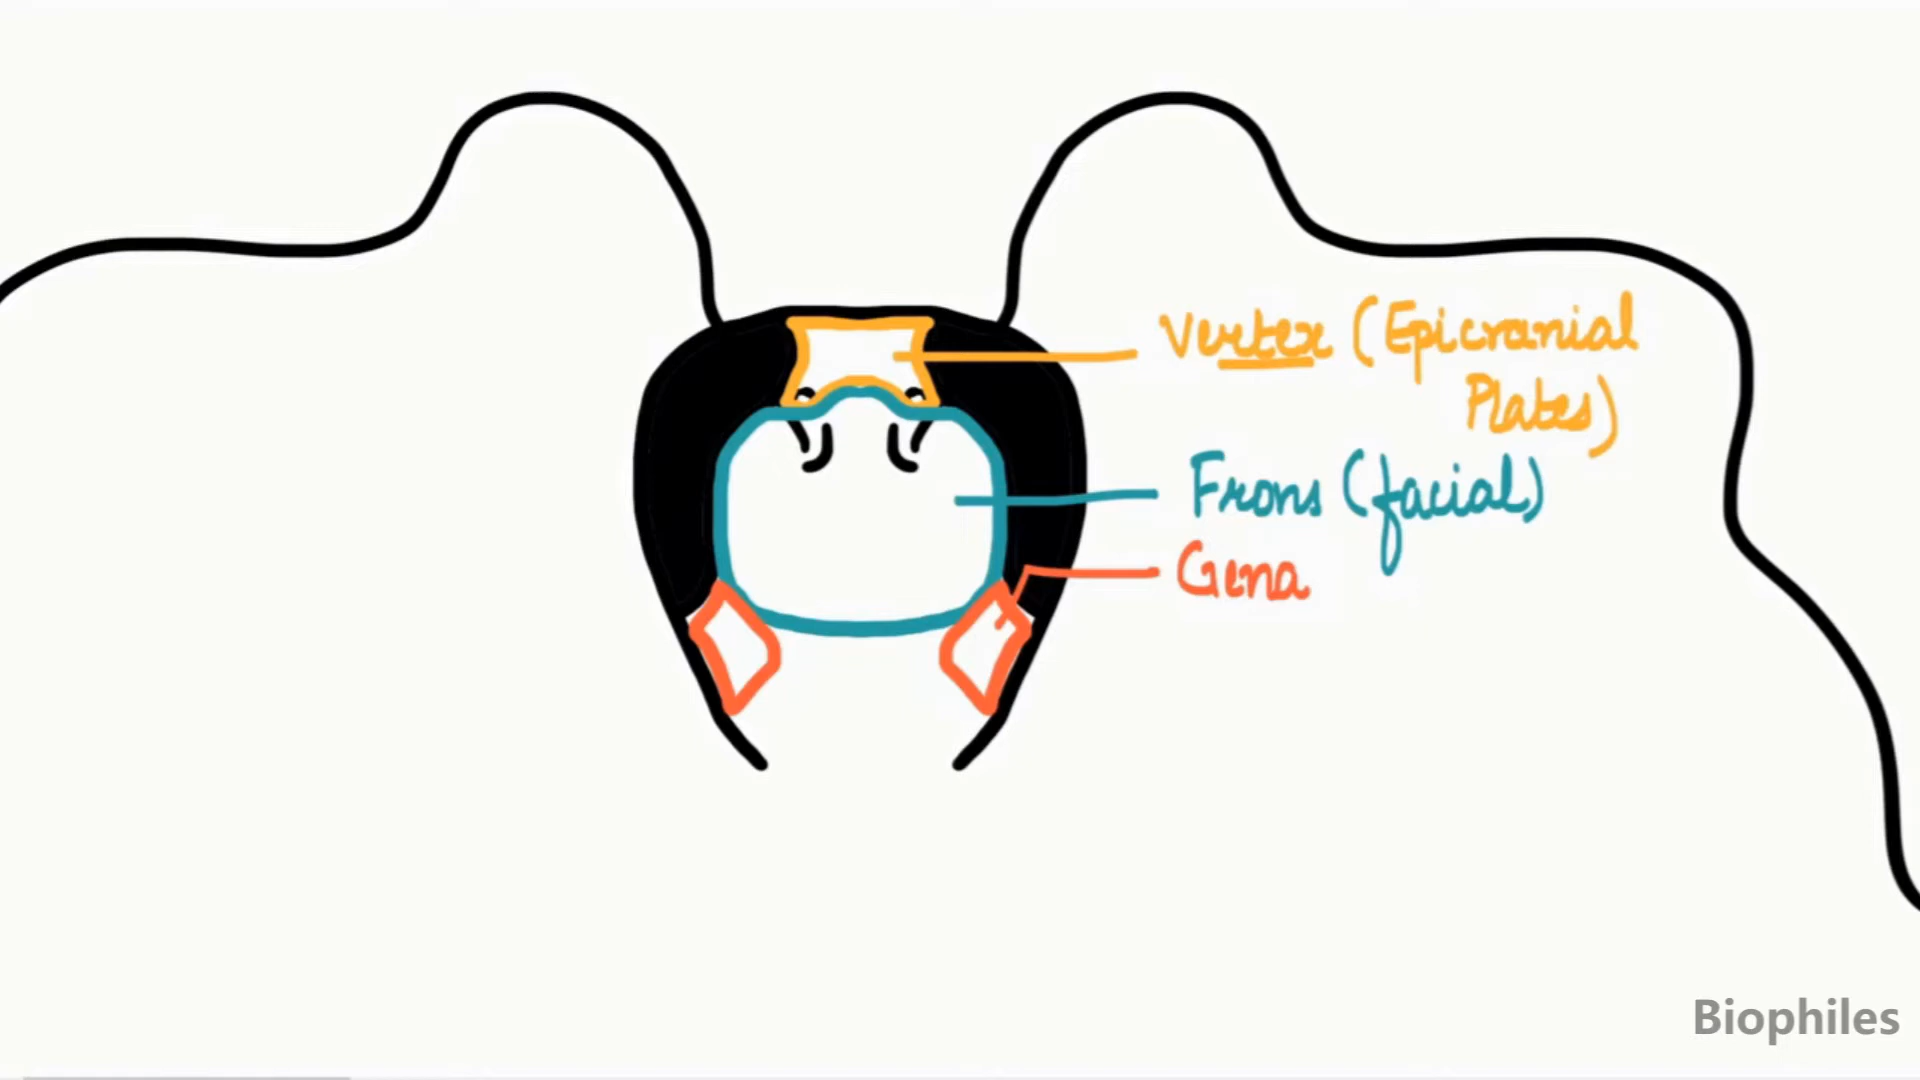 Vertex (Epicranial
Plates)
Frons (facial)
Gena
Biophiles